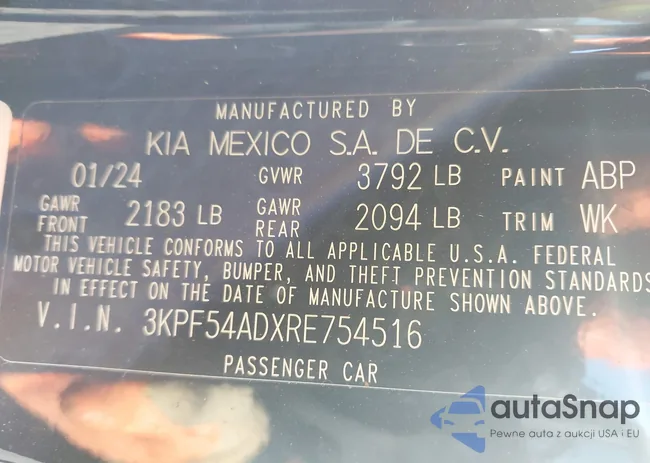 MANUFACTURED BY
KIA MEXICO S.A. DE C.V.
01/24 GVWR 3792 LB PAINT ABP
GAWR FRONT 2183 LB GAWR REAR 2094 LB TRIM WK
THIS VEHICLE CONFORMS TO ALL APPLICABLE U.S.A. FEDERAL
MOTOR VEHICLE SAFETY, BUMPER, AND THEFT PREVENTION STANDARDS
IN EFFECT ON THE DATE OF MANUFACTURE SHOWN ABOVE.
V.I.N. 3KPF54ADXRE754516
PASSENGER CAR
autaSnap
Pewne auta z aukcji USA i EU